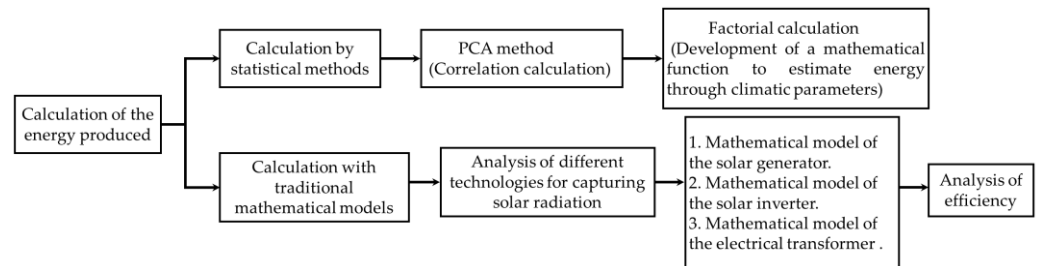 Calculation of the
energy produced
Calculation by
statistical methods
PCA method
(Correlation calculation)
Factorial calculation
(Development of a mathematical
function to estimate energy
through climatic parameters)
Calculation with
traditional
mathematical models
Analysis of different
technologies for capturing
solar radiation
1. Mathematical model of
the solar generator.
2. Mathematical model of
the solar inverter.
3. Mathematical model of
the electrical transformer .
Analysis of
efficiency